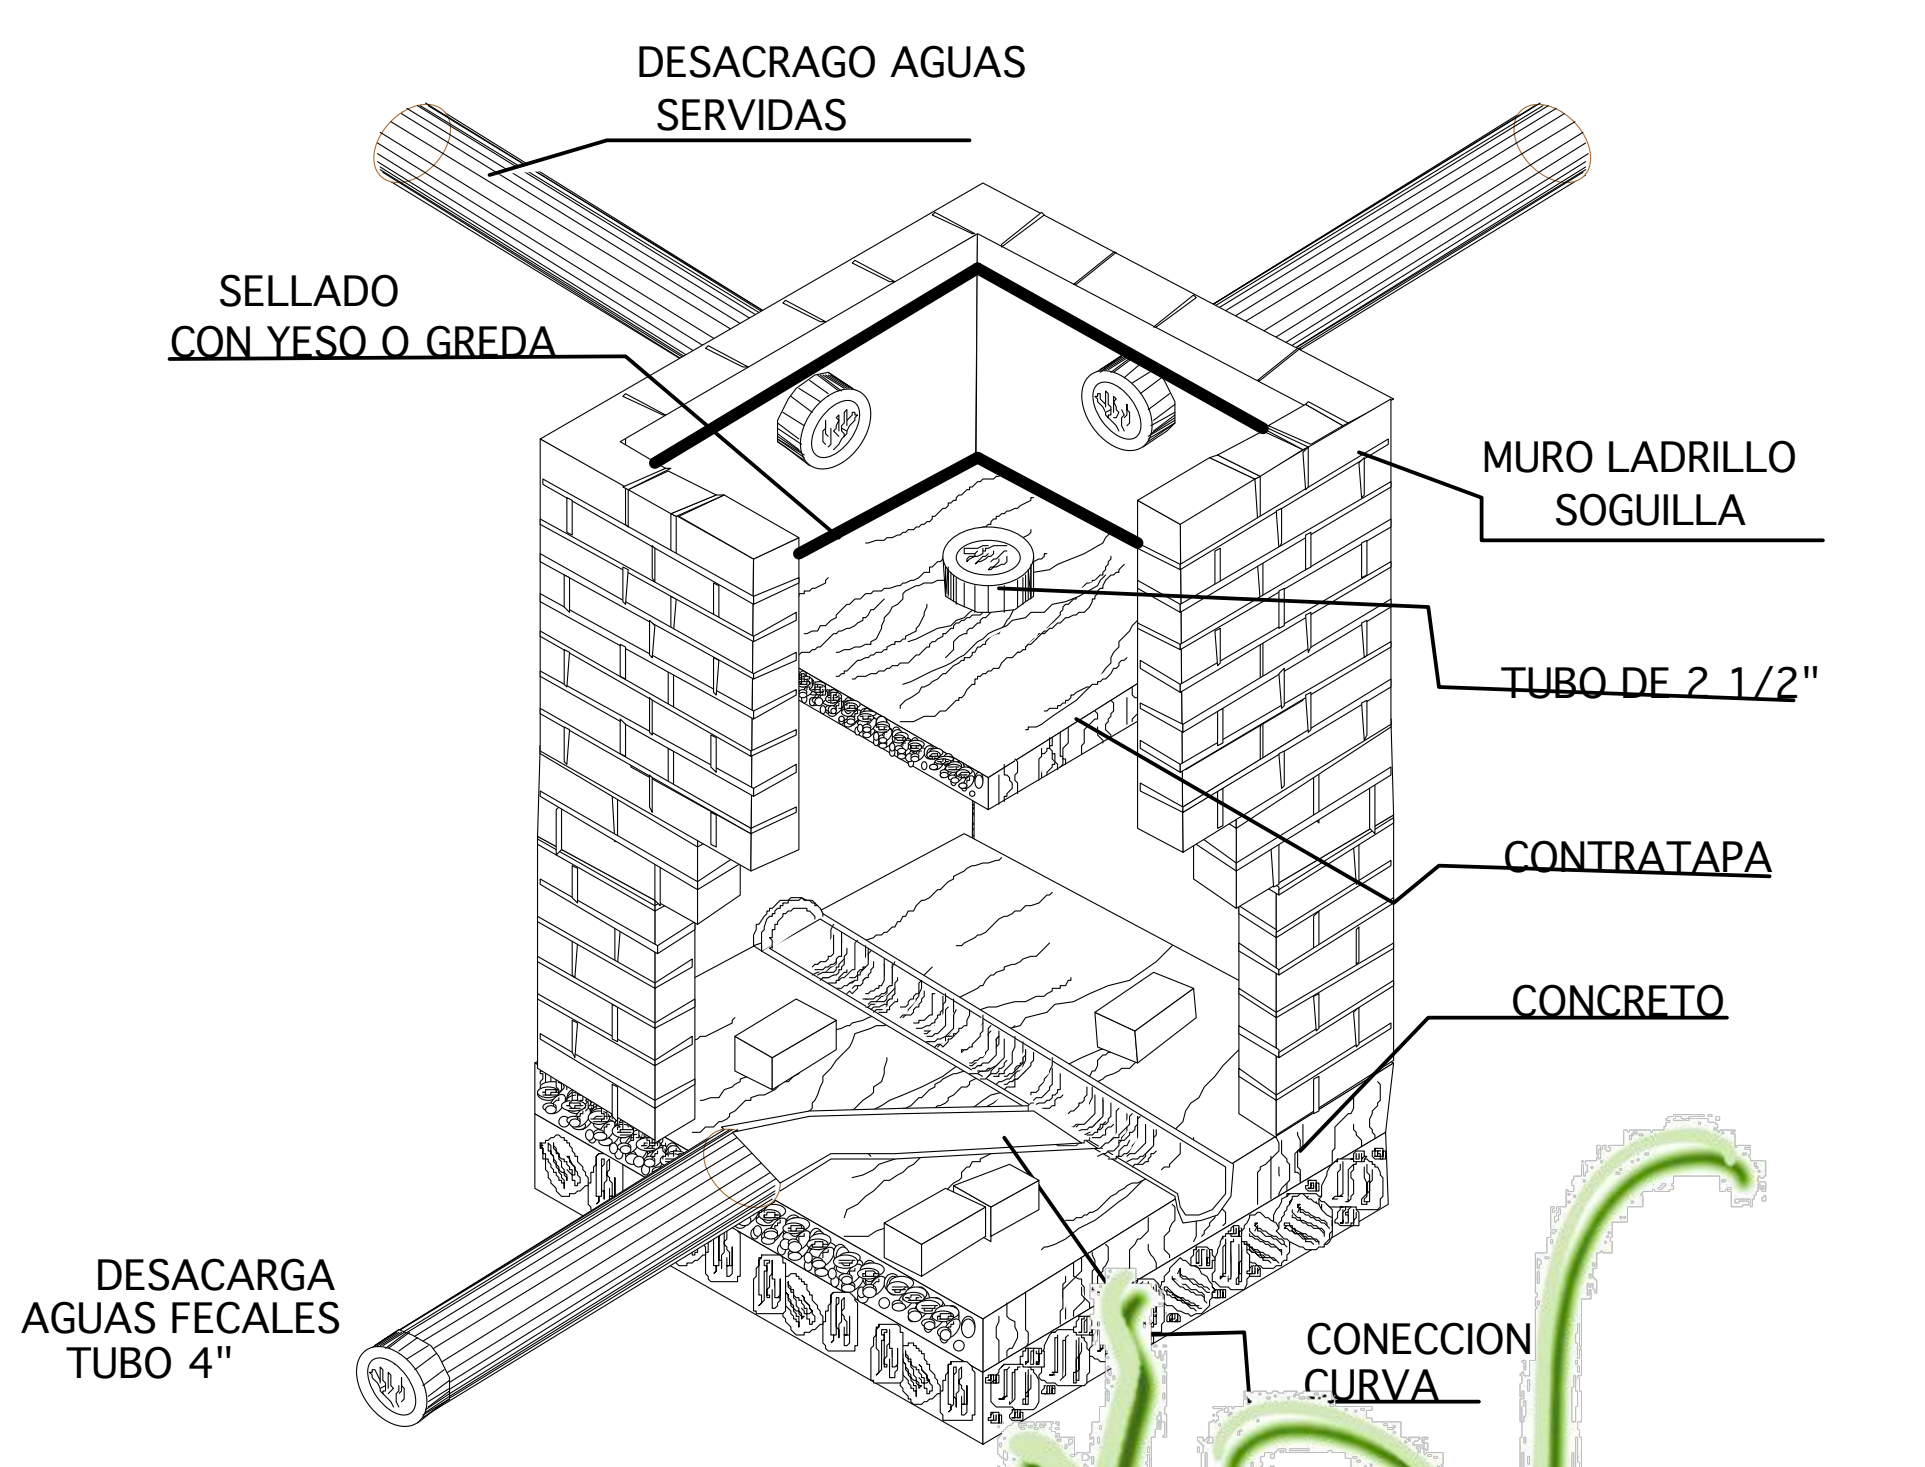 DESACRAGO AGUAS
SERVIDAS
SELLADO
CON YESO O GREDA
MURO LADRILLO
SOGUILLA
TUBO DE 2 1/2"
CONTRATAPA
CONCRETO
DESACARGA
AGUAS FECALES
TUBO 4"
CONECCION
CURVA